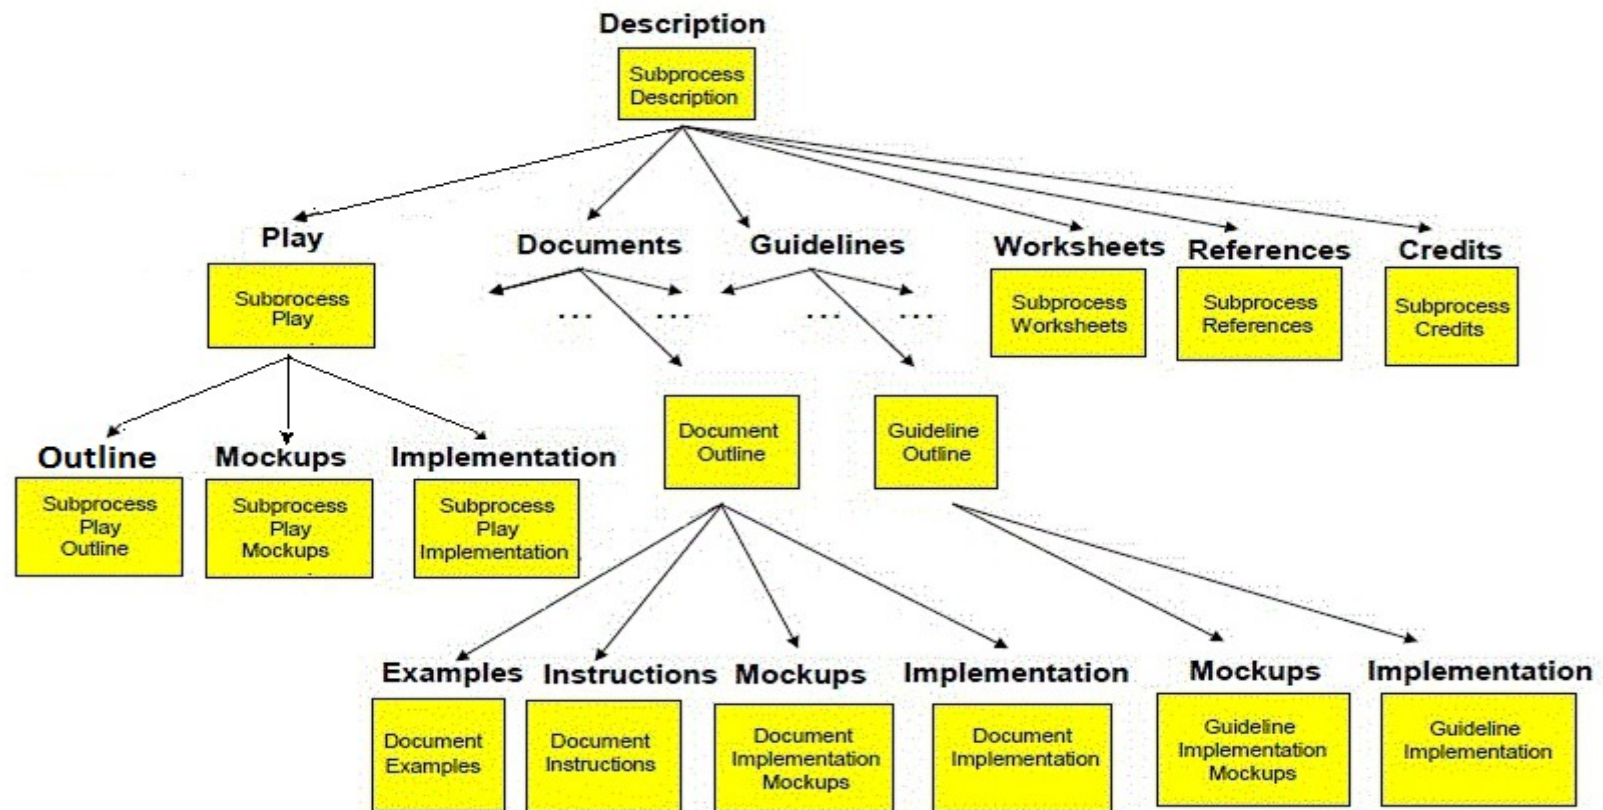 Description
Subprocess
Description
Play
Documents
Guidelines
Worksheets
References
Credits
Subprocess
Play
... ... ... ...
Subprocess
Worksheets
Subprocess
References
Subprocess
Credits
Outline
Mockups
Implementation
Subprocess
Play
Outline
Subprocess
Play
Mockups
Subprocess
Play
Implementation
Document
Outline
Guideline
Outline
Examples
Instructions
Mockups
Implementation
Mockups
Implementation
Document
Examples
Document
Instructions
Document
Implementation
Mockups
Document
Implementation
Guideline
Implementation
Mockups
Guideline
Implementation